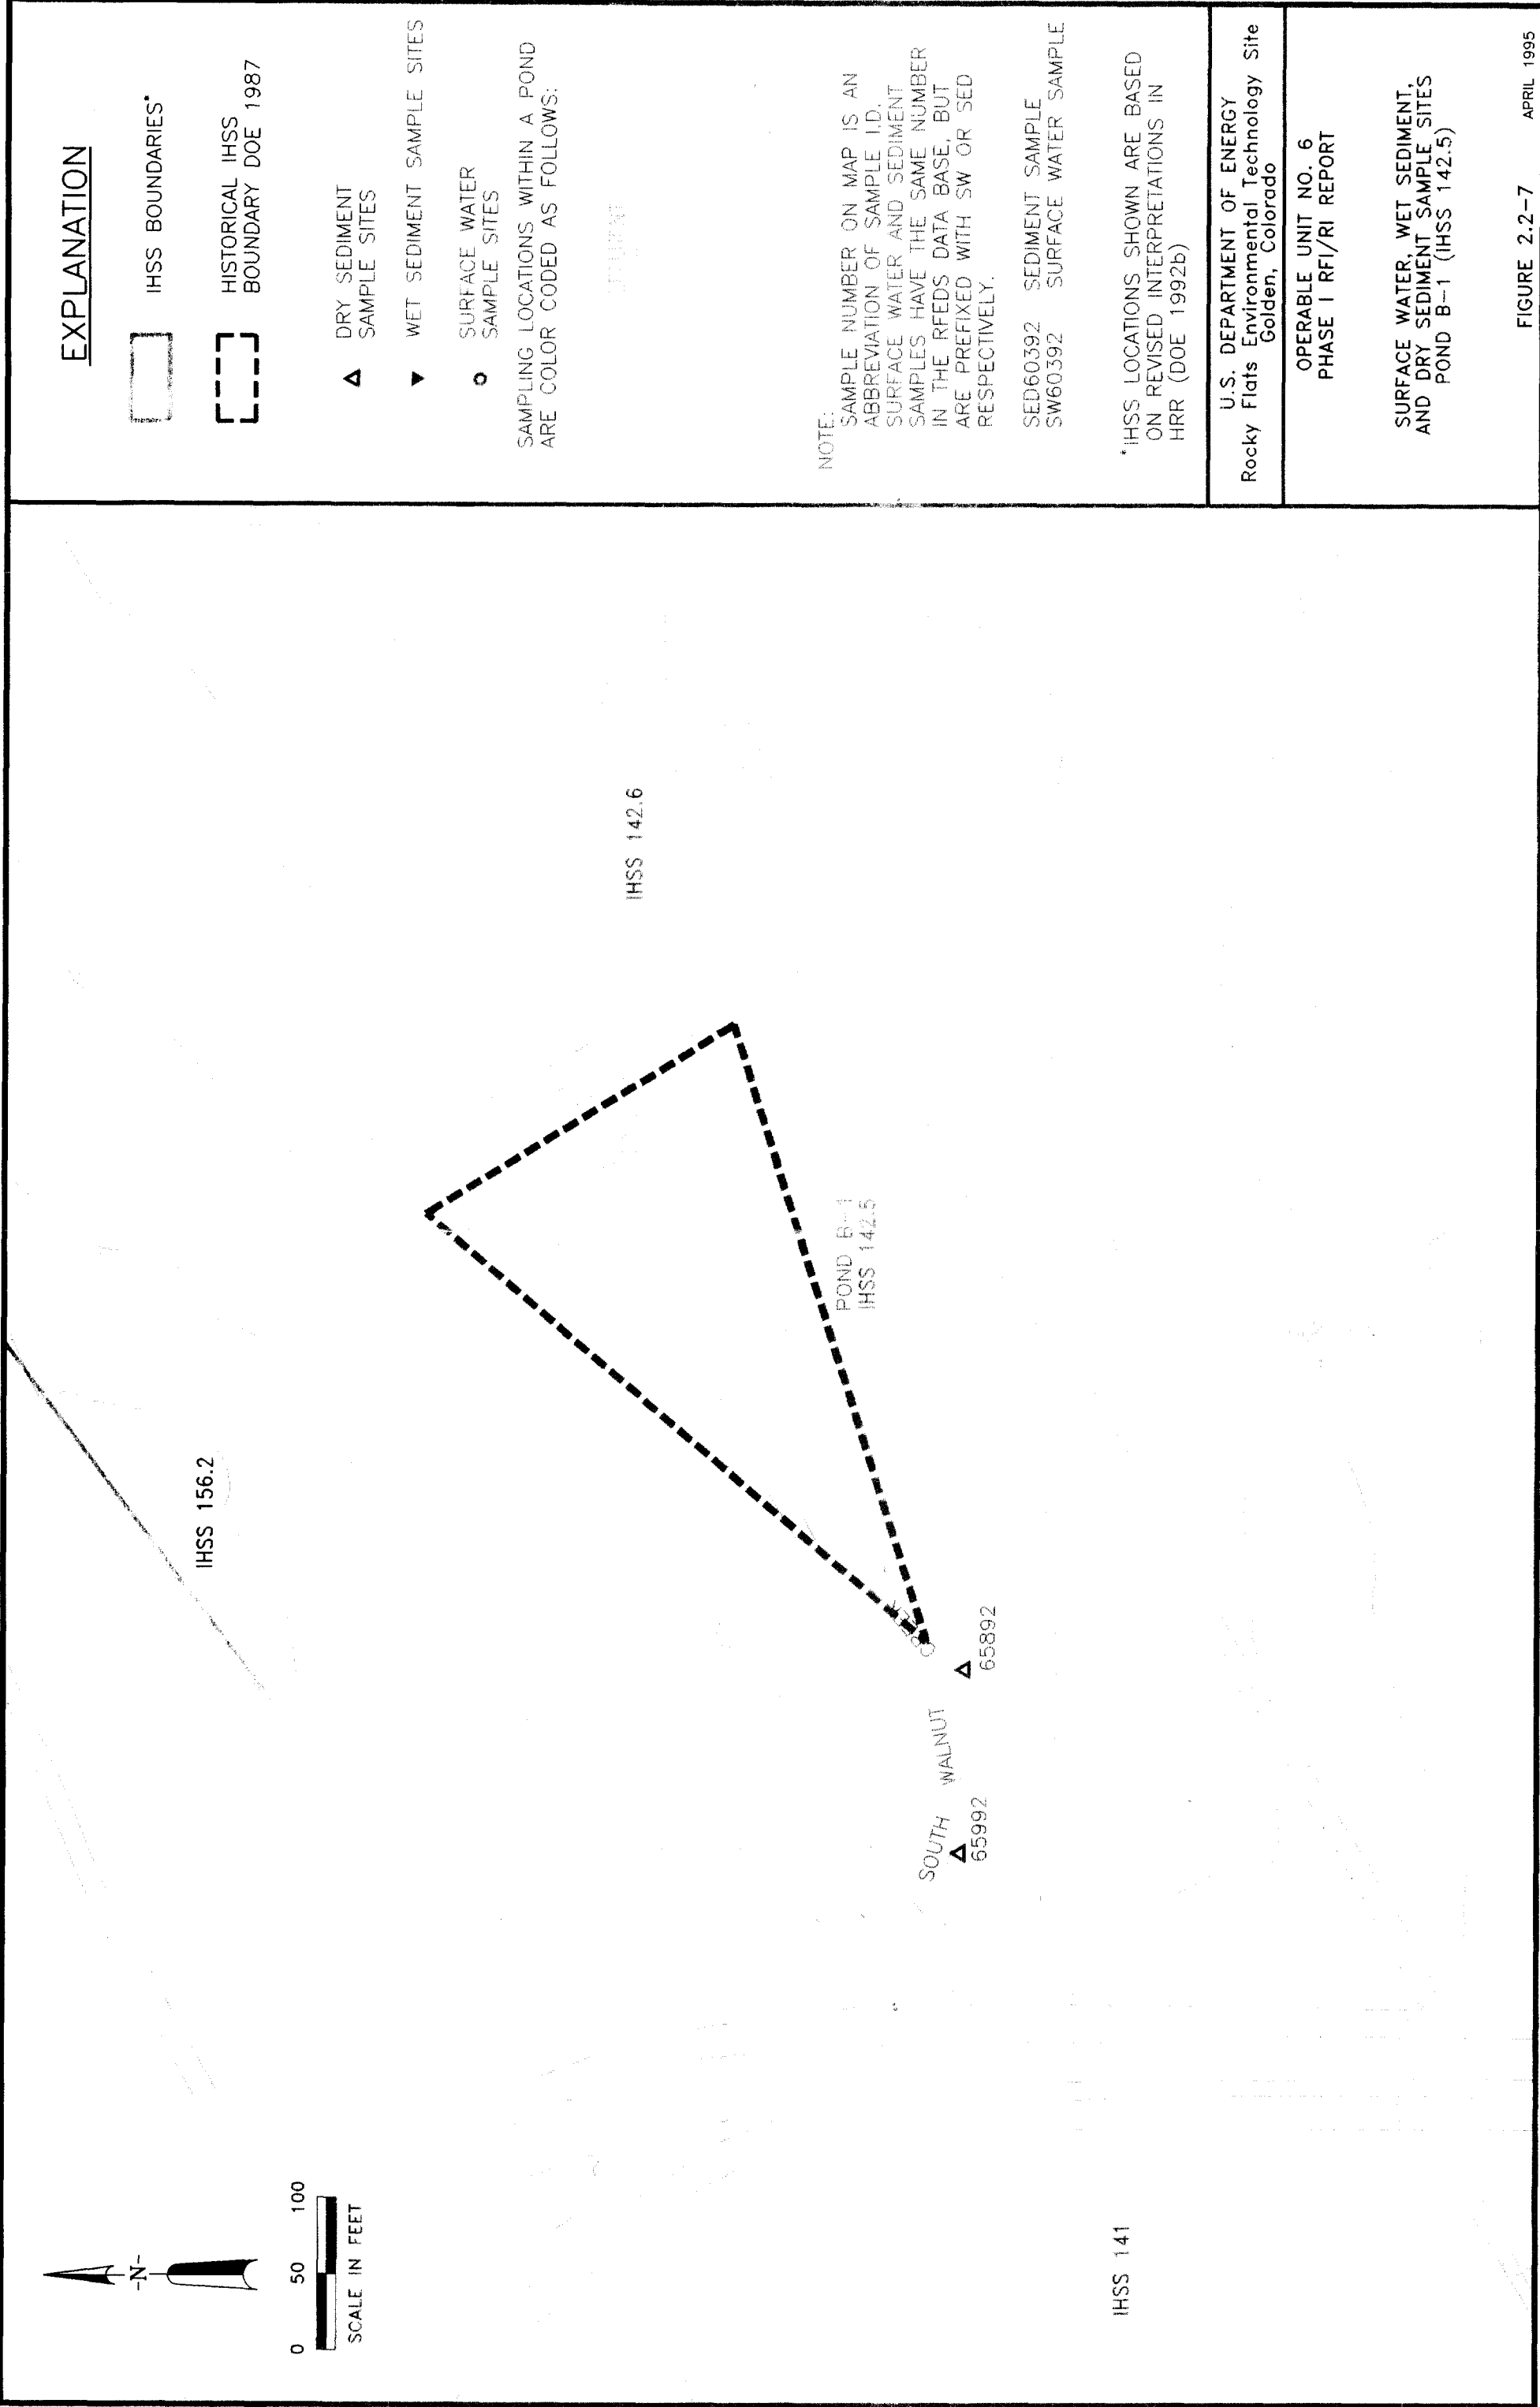 -N-
0 50 100
SCALE IN FEET
IHSS 156.2
IHSS 142.6
POND B-1
IHSS 142.5
SOUTH WALNUT
65992
65892
IHSS 141
EXPLANATION
IHSS BOUNDARIES*
HISTORICAL IHSS
BOUNDARY DOE 1987
DRY SEDIMENT
SAMPLE SITES
WET SEDIMENT SAMPLE SITES
SURFACE WATER
SAMPLE SITES
SAMPLING LOCATIONS WITHIN A POND
ARE COLOR CODED AS FOLLOWS:
NOTE:
SAMPLE NUMBER ON MAP IS AN
ABBREVIATION OF SAMPLE I.D.
SURFACE WATER AND SEDIMENT
SAMPLES HAVE THE SAME NUMBER
IN THE RFEDS DATA BASE, BUT
ARE PREFIXED WITH SW OR SED
RESPECTIVELY.
SED60392 SEDIMENT SAMPLE
SW60392 SURFACE WATER SAMPLE
*IHSS LOCATIONS SHOWN ARE BASED
ON REVISED INTERPRETATIONS IN
HRR (DOE 1992b)
U.S. DEPARTMENT OF ENERGY
Rocky Flats Environmental Technology Site
Golden, Colorado
OPERABLE UNIT NO. 6
PHASE I RFI/RI REPORT
SURFACE WATER, WET SEDIMENT,
AND DRY SEDIMENT SAMPLE SITES
POND B-1 (IHSS 142.5)
FIGURE 2.2-7 APRIL 1995